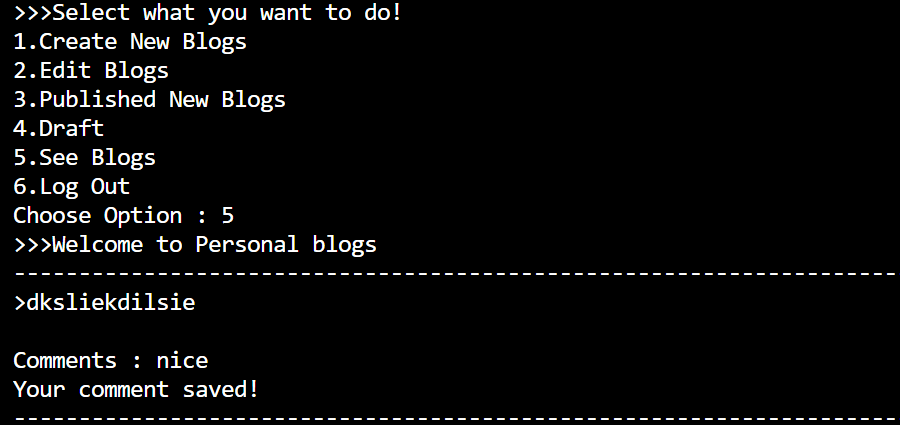 >>>Select what you want to do!
1.Create New Blogs
2.Edit Blogs
3.Published New Blogs
4.Draft
5.See Blogs
6.Log Out
Choose Option : 5
>>>Welcome to Personal blogs
--------------------------------------------------------------------
>dksliekdilsie
Comments : nice
Your comment saved!
--------------------------------------------------------------------